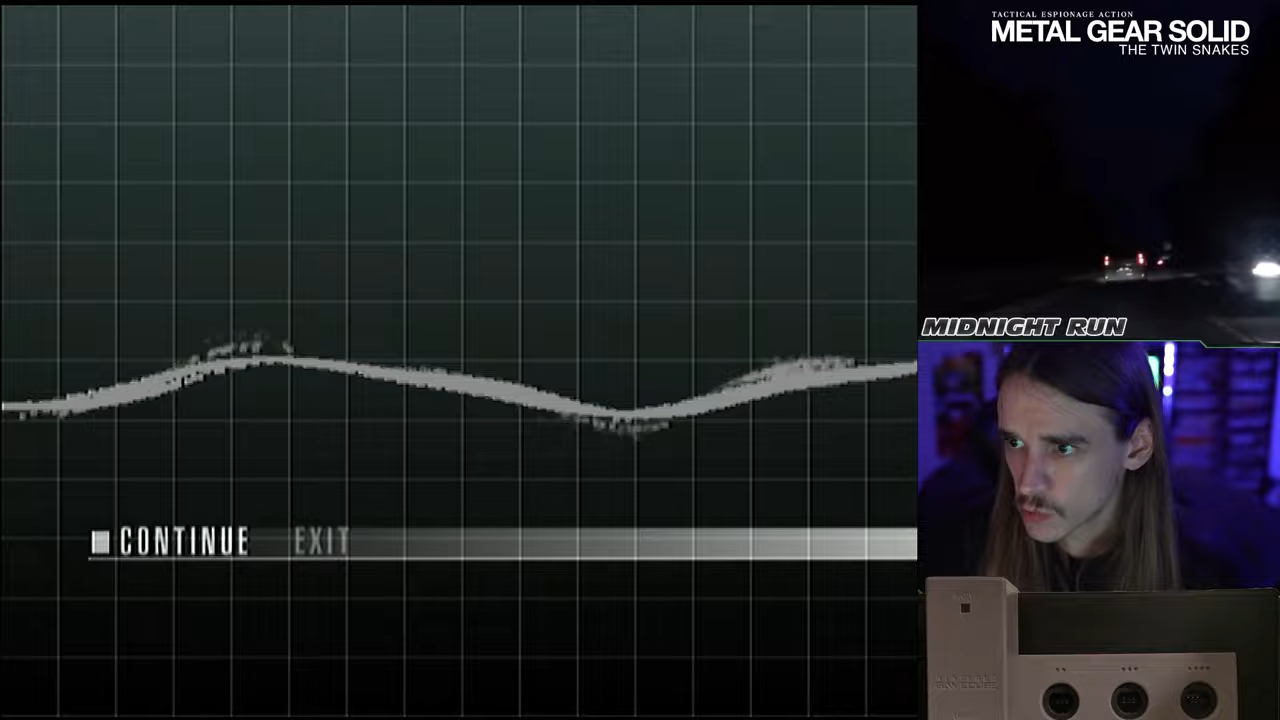 TACTICAL ESPIONAGE ACTION
METAL GEAR SOLID
THE TWIN SNAKES
MIDNIGHT RUN
CONTINUE EXIT